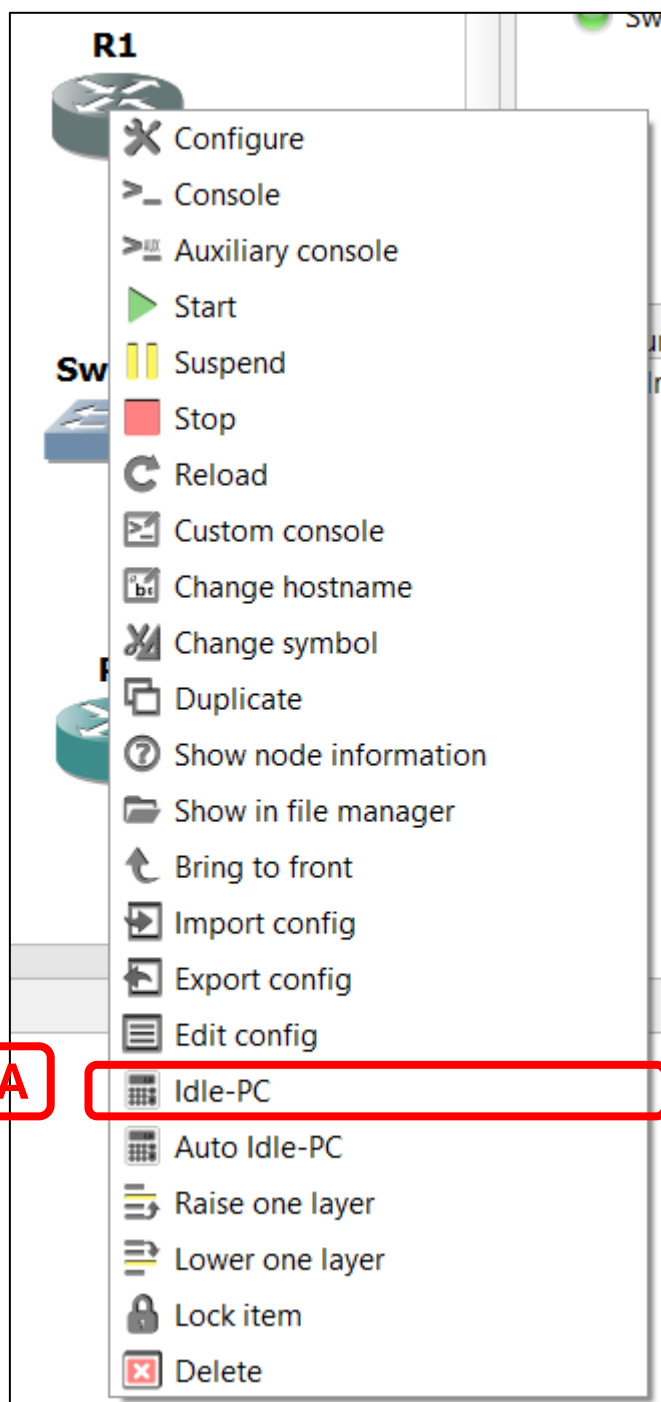 R1
Configure
Console
AUX
Auxiliary console
Start
Suspend
Sw
Stop
Reload
Custom console
Change hostname
Change symbol
Duplicate
Show node information
Show in file manager
Bring to front
Import config
Export config
Edit config
A
Idle-PC
Auto Idle-PC
Raise one layer
Lower one layer
Lock item
Delete